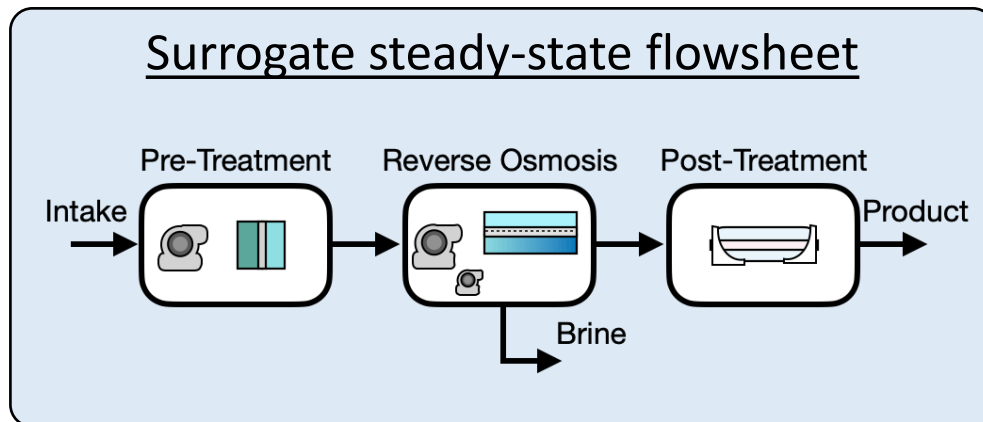 Surrogate steady-state flowsheet
Pre-Treatment
Reverse Osmosis
Post-Treatment
Intake
Product
Brine